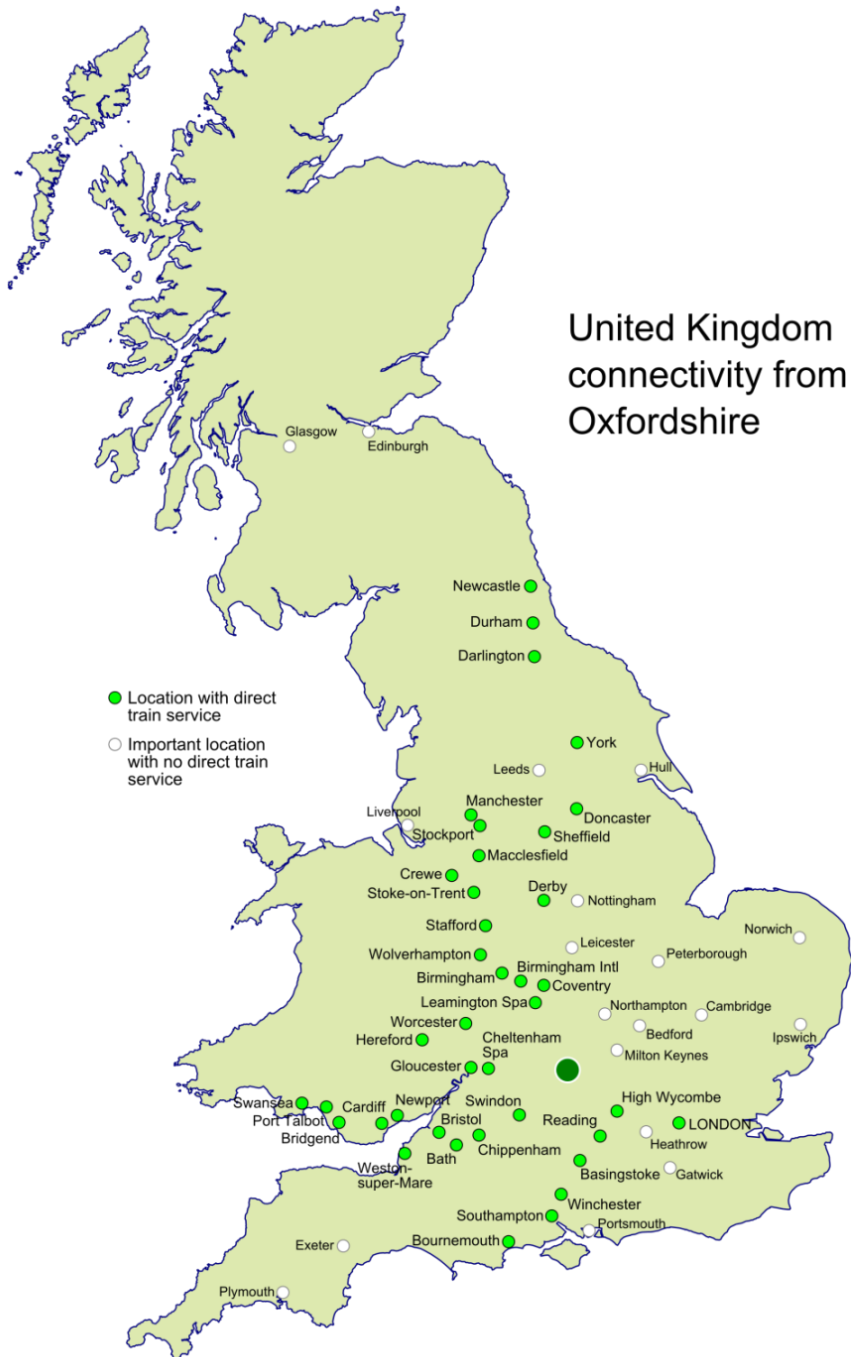 United Kingdom
connectivity from
Oxfordshire
Glasgow
Edinburgh
Newcastle
Durham
Darlington
Location with direct
train service
Important location
with no direct train
service
York
Leeds
Hull
Manchester
Liverpool
Stockport
Doncaster
Sheffield
Macclesfield
Crewe
Stoke-on-Trent
Derby
Nottingham
Stafford
Norwich
Leicester
Peterborough
Wolverhampton
Birmingham Intl
Birmingham
Coventry
Leamington Spa
Northampton
Cambridge
Worcester
Bedford
Ipswich
Hereford
Cheltenham
Spa
Milton Keynes
Gloucester
Swansea
Port Talbot
Bridgend
Cardiff
Newport
Swindon
High Wycombe
Bristol
Reading
LONDON
Heathrow
Bath
Chippenham
Weston-
super-Mare
Basingstoke
Gatwick
Winchester
Southampton
Portsmouth
Bournemouth
Exeter
Plymouth